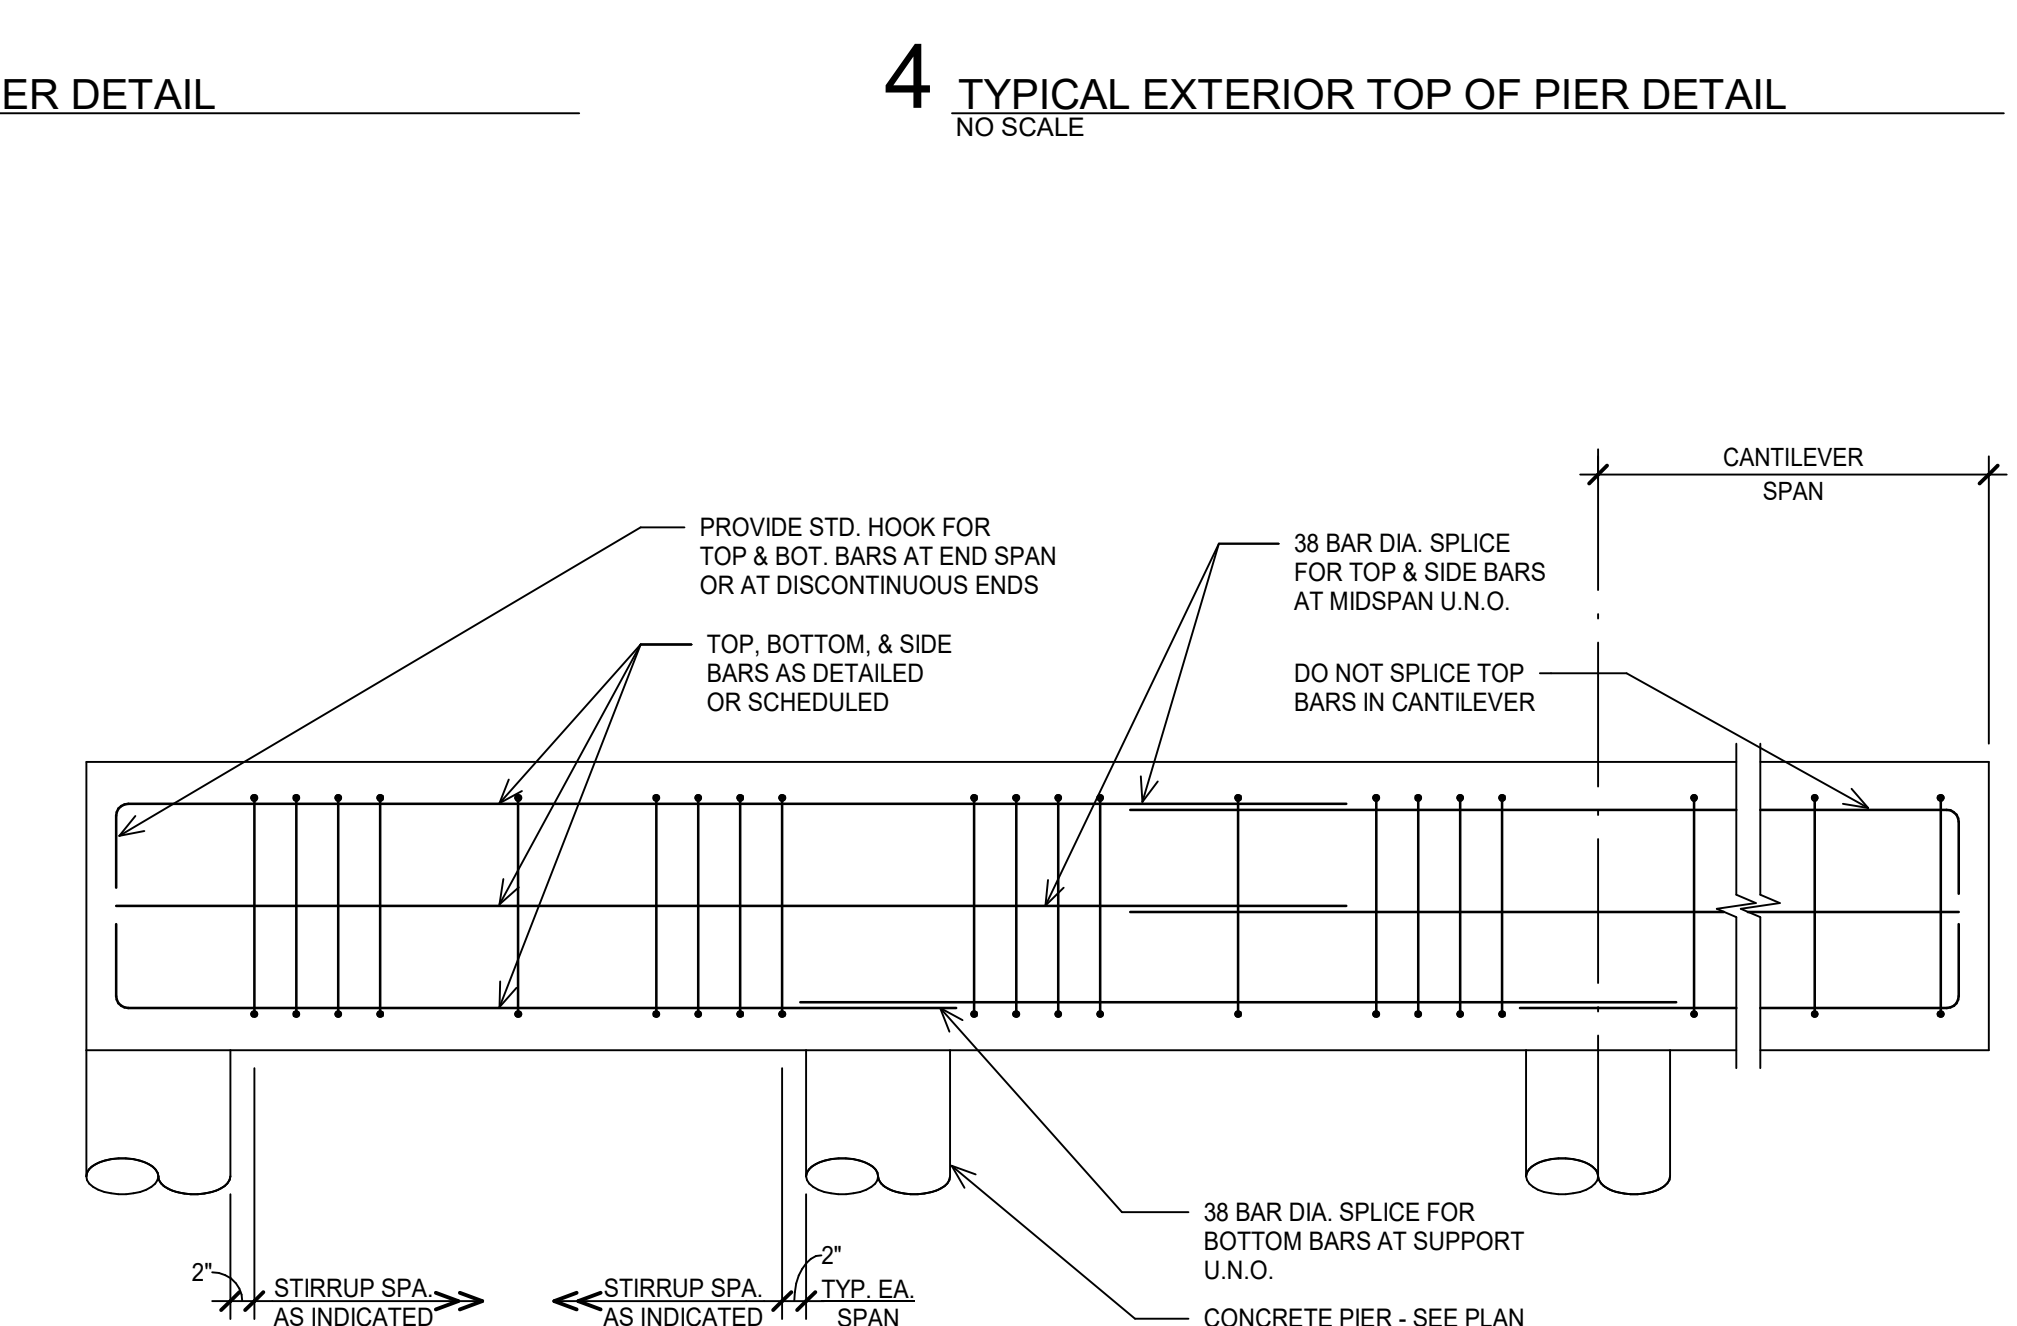 ER DETAIL
4 TYPICAL EXTERIOR TOP OF PIER DETAIL
NO SCALE
CANTILEVER
SPAN
PROVIDE STD. HOOK FOR
TOP & BOT. BARS AT END SPAN
OR AT DISCONTINUOUS ENDS
38 BAR DIA. SPLICE
FOR TOP & SIDE BARS
AT MIDSPAN U.N.O.
TOP, BOTTOM, & SIDE
BARS AS DETAILED
OR SCHEDULED
DO NOT SPLICE TOP
BARS IN CANTILEVER
38 BAR DIA. SPLICE FOR
BOTTOM BARS AT SUPPORT
U.N.O.
2"
STIRRUP SPA.
AS INDICATED
STIRRUP SPA.
AS INDICATED
2"
TYP. EA.
SPAN
CONCRETE PIER - SEE PLAN